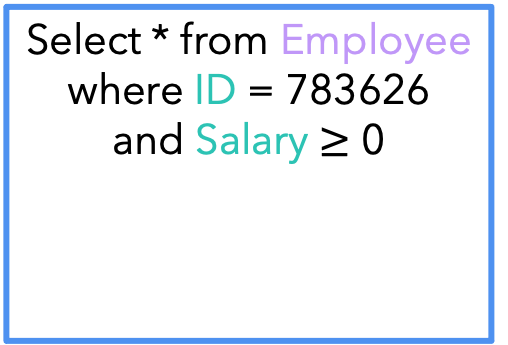 Select * from Employee
where ID = 783626
and Salary ≥ 0